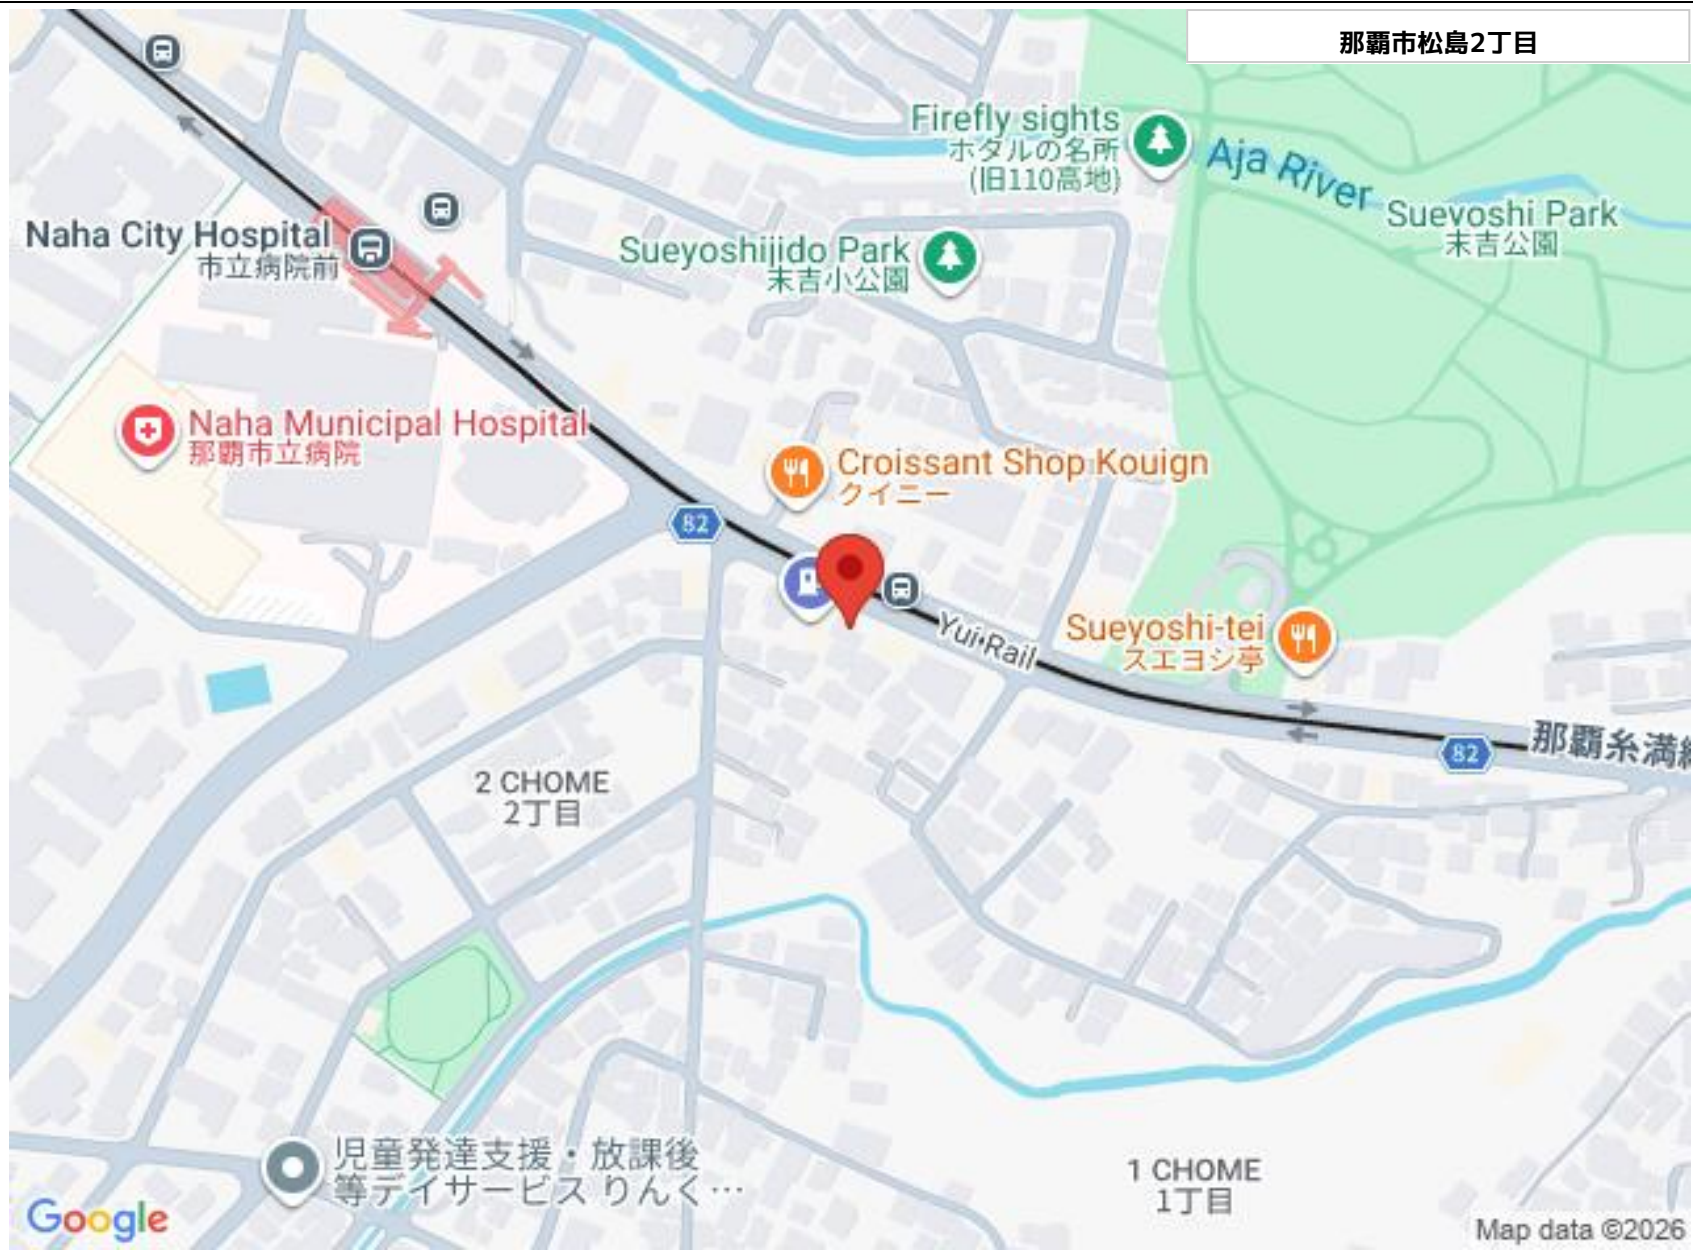 那覇市松島2丁目
Firefly sights
ホタルの名所
(旧110高地)
Aja River
Sueyoshi Park
末吉公園
Naha City Hospital
市立病院前
Sueyoshijido Park
末吉小公園
Naha Municipal Hospital
那覇市立病院
Croissant Shop Kouign
クイニー
82
Yui Rail
Sueyoshi-tei
スエヨシ亭
那覇糸満線
82
2 CHOME
2丁目
児童発達支援・放課後
等デイサービス りんく…
1 CHOME
1丁目
Google
Map data ©2026